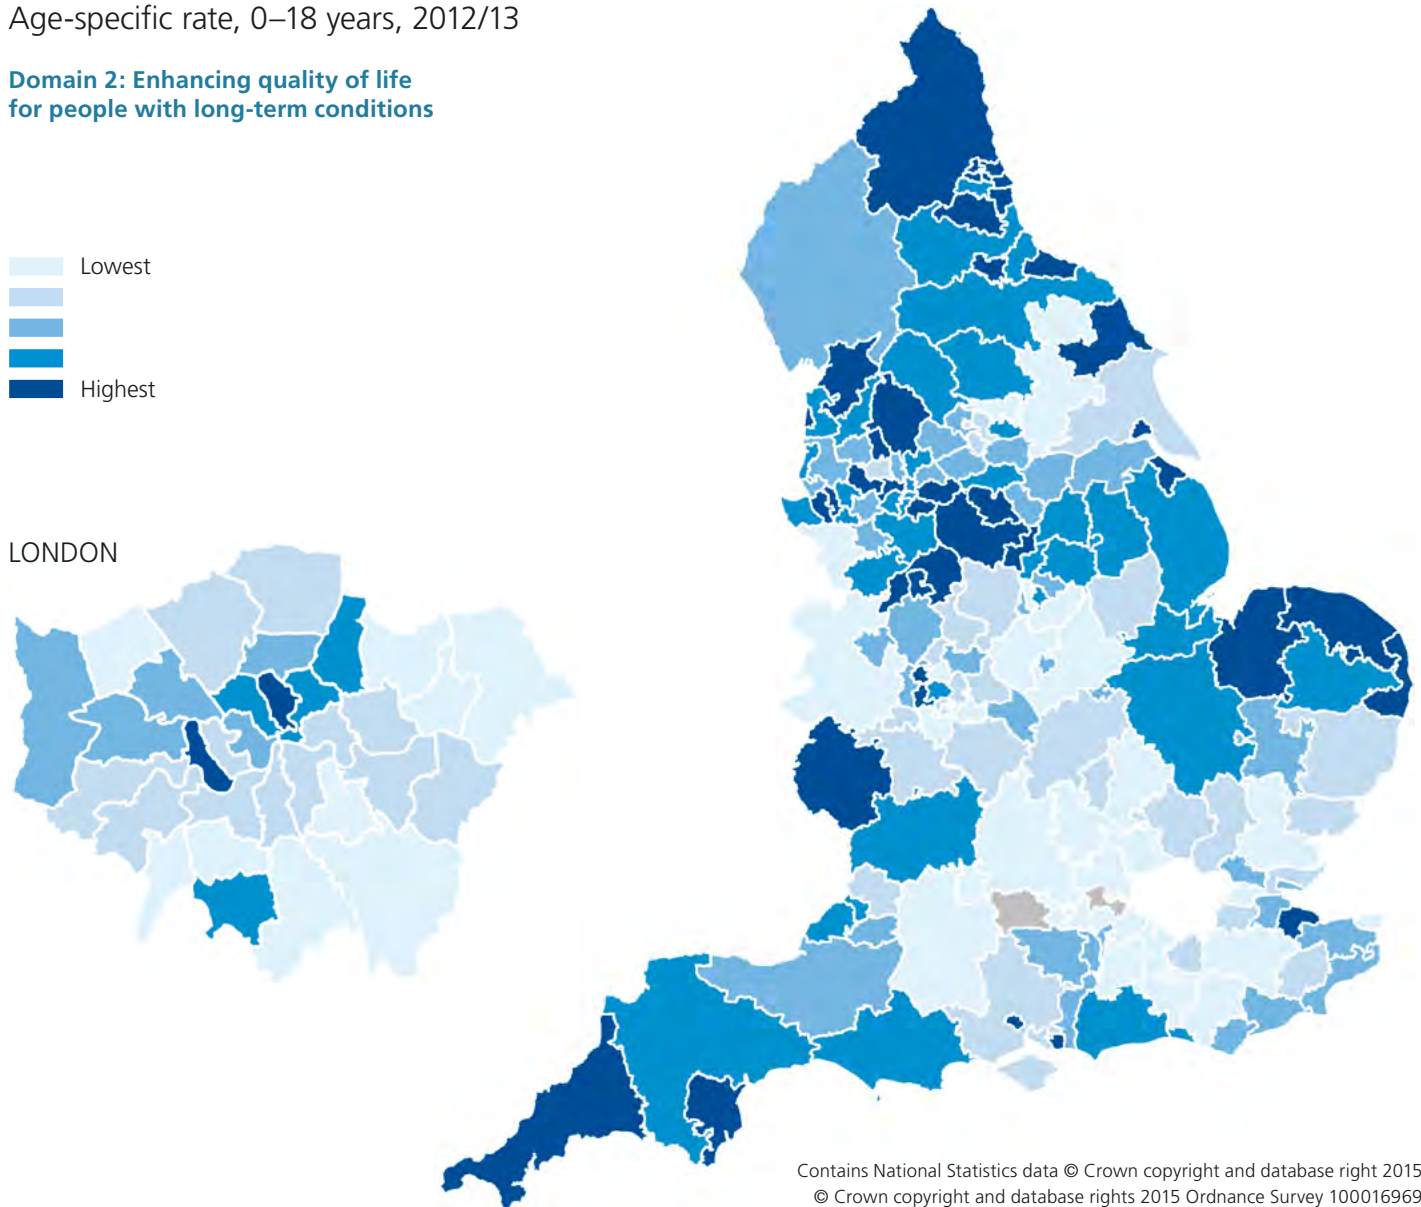 Age-specific rate, 0–18 years, 2012/13
Domain 2: Enhancing quality of life
for people with long-term conditions
Lowest
Highest
LONDON
Contains National Statistics data © Crown copyright and database right 2015
© Crown copyright and database rights 2015 Ordnance Survey 100016969